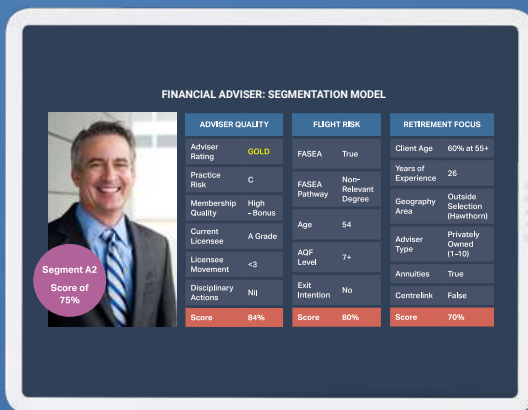 FINANCIAL ADVISER: SEGMENTATION MODEL
ADVISER QUALITY
Adviser Rating GOLD
Practice Risk C
Membership Quality High – Bonus
Current Licensee A Grade
Licensee Movement <3
Disciplinary Actions Nil
Score 84%
FLIGHT RISK
FASEA True
FASEA Pathway Non– Relevant Degree
Age 54
AQF Level 7+
Exit Intention No
Score 80%
RETIREMENT FOCUS
Client Age 60% at 55+
Years of Experience 26
Geography Area Outside Selection (Hawthorn)
Adviser Type Privately Owned (1–10)
Annuities True
Centrelink False
Score 70%
Segment A2
Score of
75%